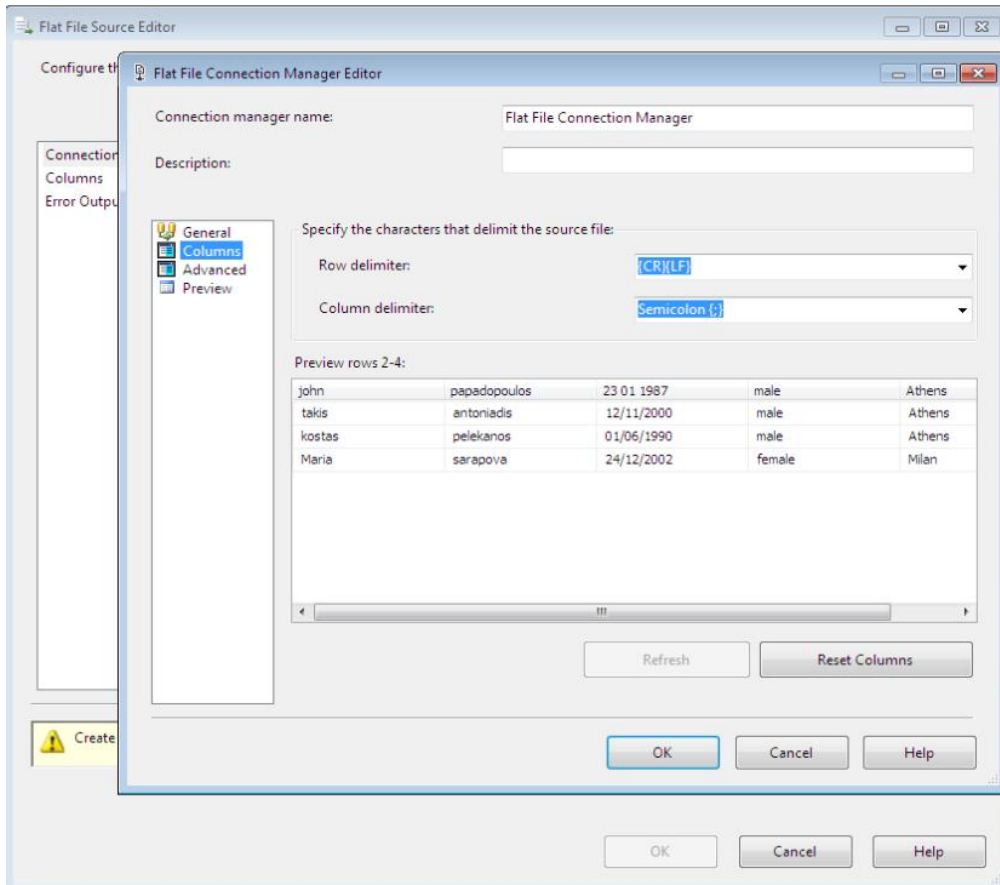 Flat File Source Editor
Configure th
Flat File Connection Manager Editor
Connection manager name: Flat File Connection Manager
Description:
Connection
Columns
Error Outpu
General
Columns
Advanced
Preview
Specify the characters that delimit the source file:
Row delimiter: {CR}{LF}
Column delimiter: Semicolon {;}
Preview rows 2-4:
john papadopoulos 23 01 1987 male Athens
takis antoniadis 12/11/2000 male Athens
kostas pelekanos 01/06/1990 male Athens
Maria sarapova 24/12/2002 female Milan
Refresh Reset Columns
Create
OK Cancel Help
OK Cancel Help